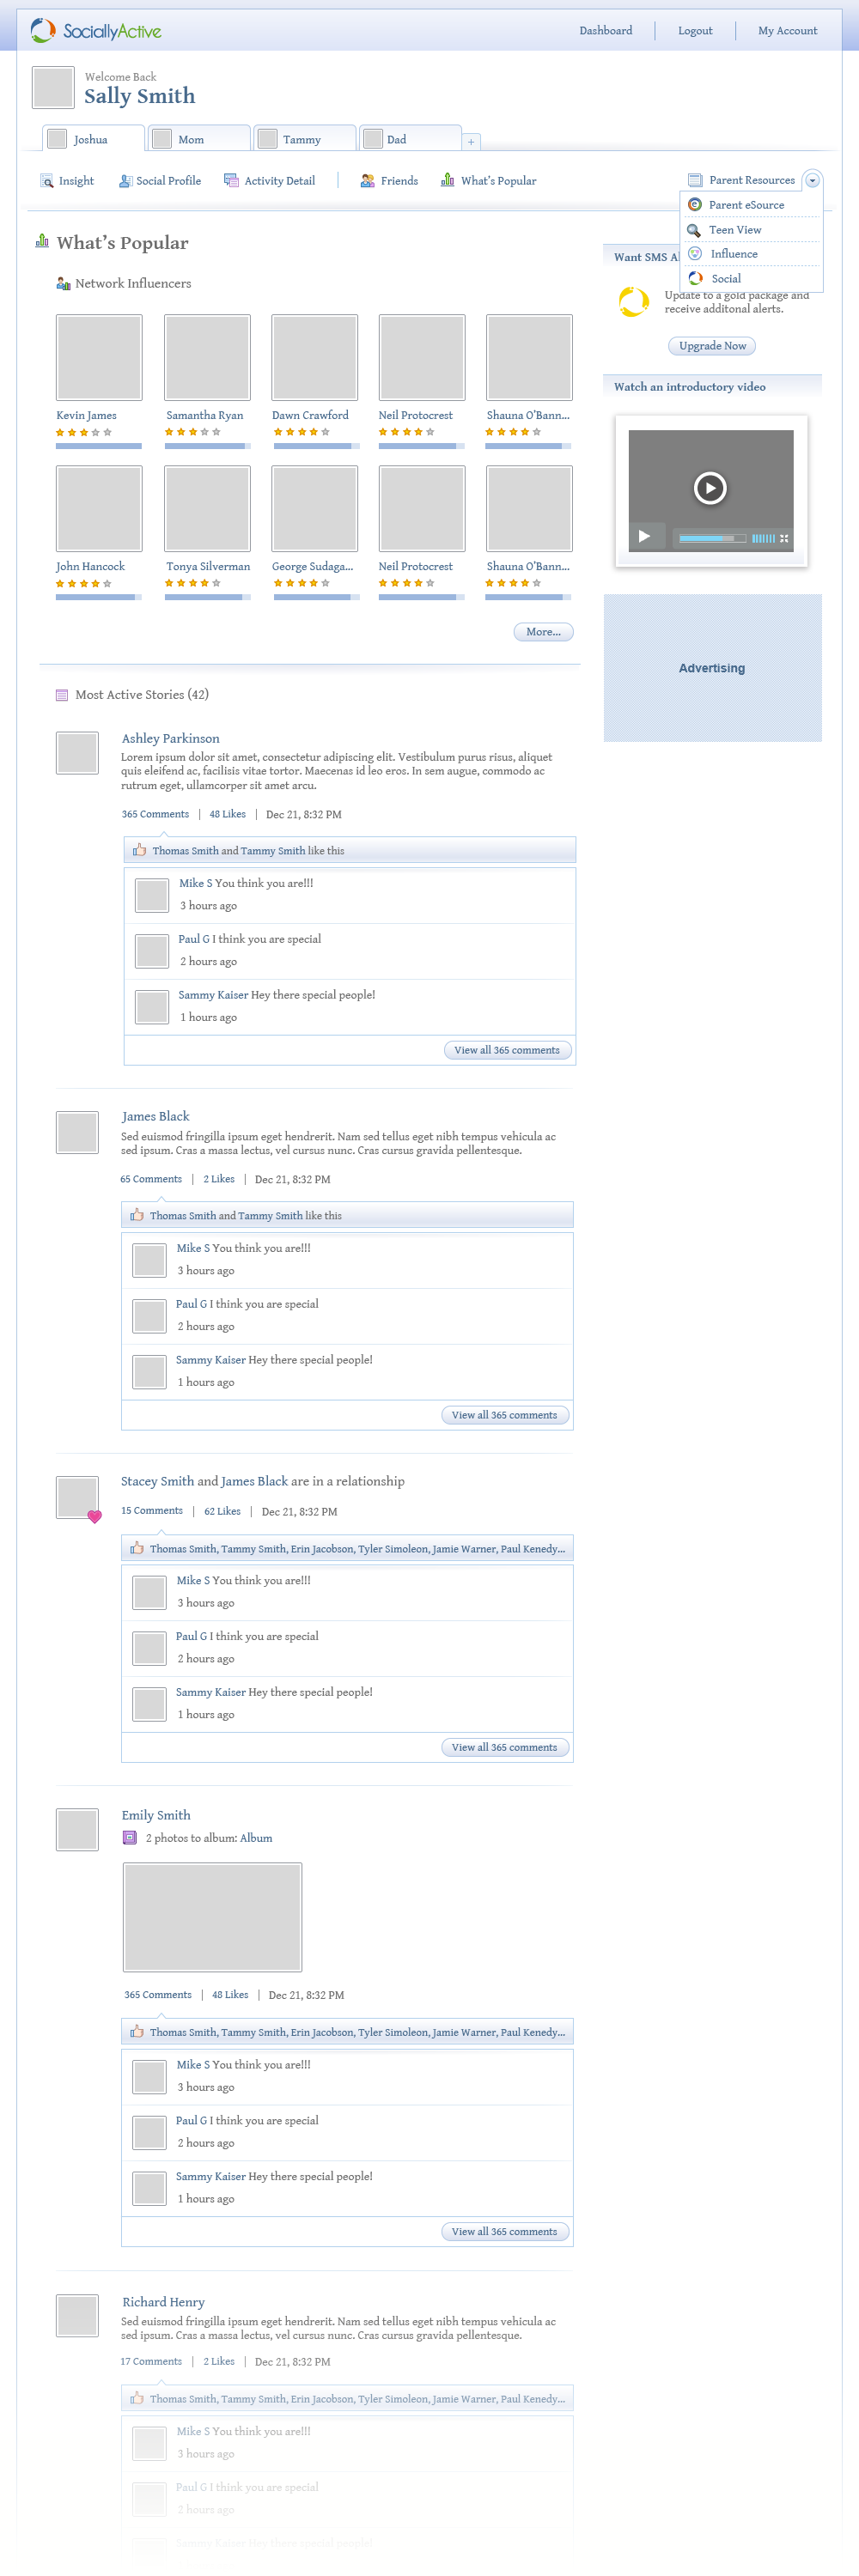 SociallyActive
Dashboard
Logout
My Account
Welcome Back
Sally Smith
Joshua
Mom
Tammy
Dad
+
Insight
Social Profile
Activity Detail
Friends
What's Popular
Parent Resources
Parent eSource
Teen View
Influence
Social
What's Popular
Network Influencers
Kevin James
Samantha Ryan
Dawn Crawford
Neil Protocrest
Shauna O'Bann...
John Hancock
Tonya Silverman
George Sudaga...
Neil Protocrest
Shauna O'Bann...
More...
Want SMS Al
Update to a gold package and
receive additonal alerts.
Upgrade Now
Watch an introductory video
Advertising
Most Active Stories (42)
Ashley Parkinson
Lorem ipsum dolor sit amet, consectetur adipiscing elit. Vestibulum purus risus, aliquet
quis eleifend ac, facilisis vitae tortor. Maecenas id leo eros. In sem augue, commodo ac
rutrum eget, ullamcorper sit amet arcu.
365 Comments | 48 Likes | Dec 21, 8:32 PM
Thomas Smith and Tammy Smith like this
Mike S You think you are!!!
3 hours ago
Paul G I think you are special
2 hours ago
Sammy Kaiser Hey there special people!
1 hours ago
View all 365 comments
James Black
Sed euismod fringilla ipsum eget hendrerit. Nam sed tellus eget nibh tempus vehicula ac
sed ipsum. Cras a massa lectus, vel cursus nunc. Cras cursus gravida pellentesque.
65 Comments | 2 Likes | Dec 21, 8:32 PM
Thomas Smith and Tammy Smith like this
Mike S You think you are!!!
3 hours ago
Paul G I think you are special
2 hours ago
Sammy Kaiser Hey there special people!
1 hours ago
View all 365 comments
Stacey Smith and James Black are in a relationship
15 Comments | 62 Likes | Dec 21, 8:32 PM
Thomas Smith, Tammy Smith, Erin Jacobson, Tyler Simoleon, Jamie Warner, Paul Kenedy...
Mike S You think you are!!!
3 hours ago
Paul G I think you are special
2 hours ago
Sammy Kaiser Hey there special people!
1 hours ago
View all 365 comments
Emily Smith
2 photos to album: Album
365 Comments | 48 Likes | Dec 21, 8:32 PM
Thomas Smith, Tammy Smith, Erin Jacobson, Tyler Simoleon, Jamie Warner, Paul Kenedy...
Mike S You think you are!!!
3 hours ago
Paul G I think you are special
2 hours ago
Sammy Kaiser Hey there special people!
1 hours ago
View all 365 comments
Richard Henry
Sed euismod fringilla ipsum eget hendrerit. Nam sed tellus eget nibh tempus vehicula ac
sed ipsum. Cras a massa lectus, vel cursus nunc. Cras cursus gravida pellentesque.
17 Comments | 2 Likes | Dec 21, 8:32 PM
Thomas Smith, Tammy Smith, Erin Jacobson, Tyler Simoleon, Jamie Warner, Paul Kenedy...
Mike S You think you are!!!
3 hours ago
Paul G I think you are special
2 hours ago
Sammy Kaiser Hey there special people!